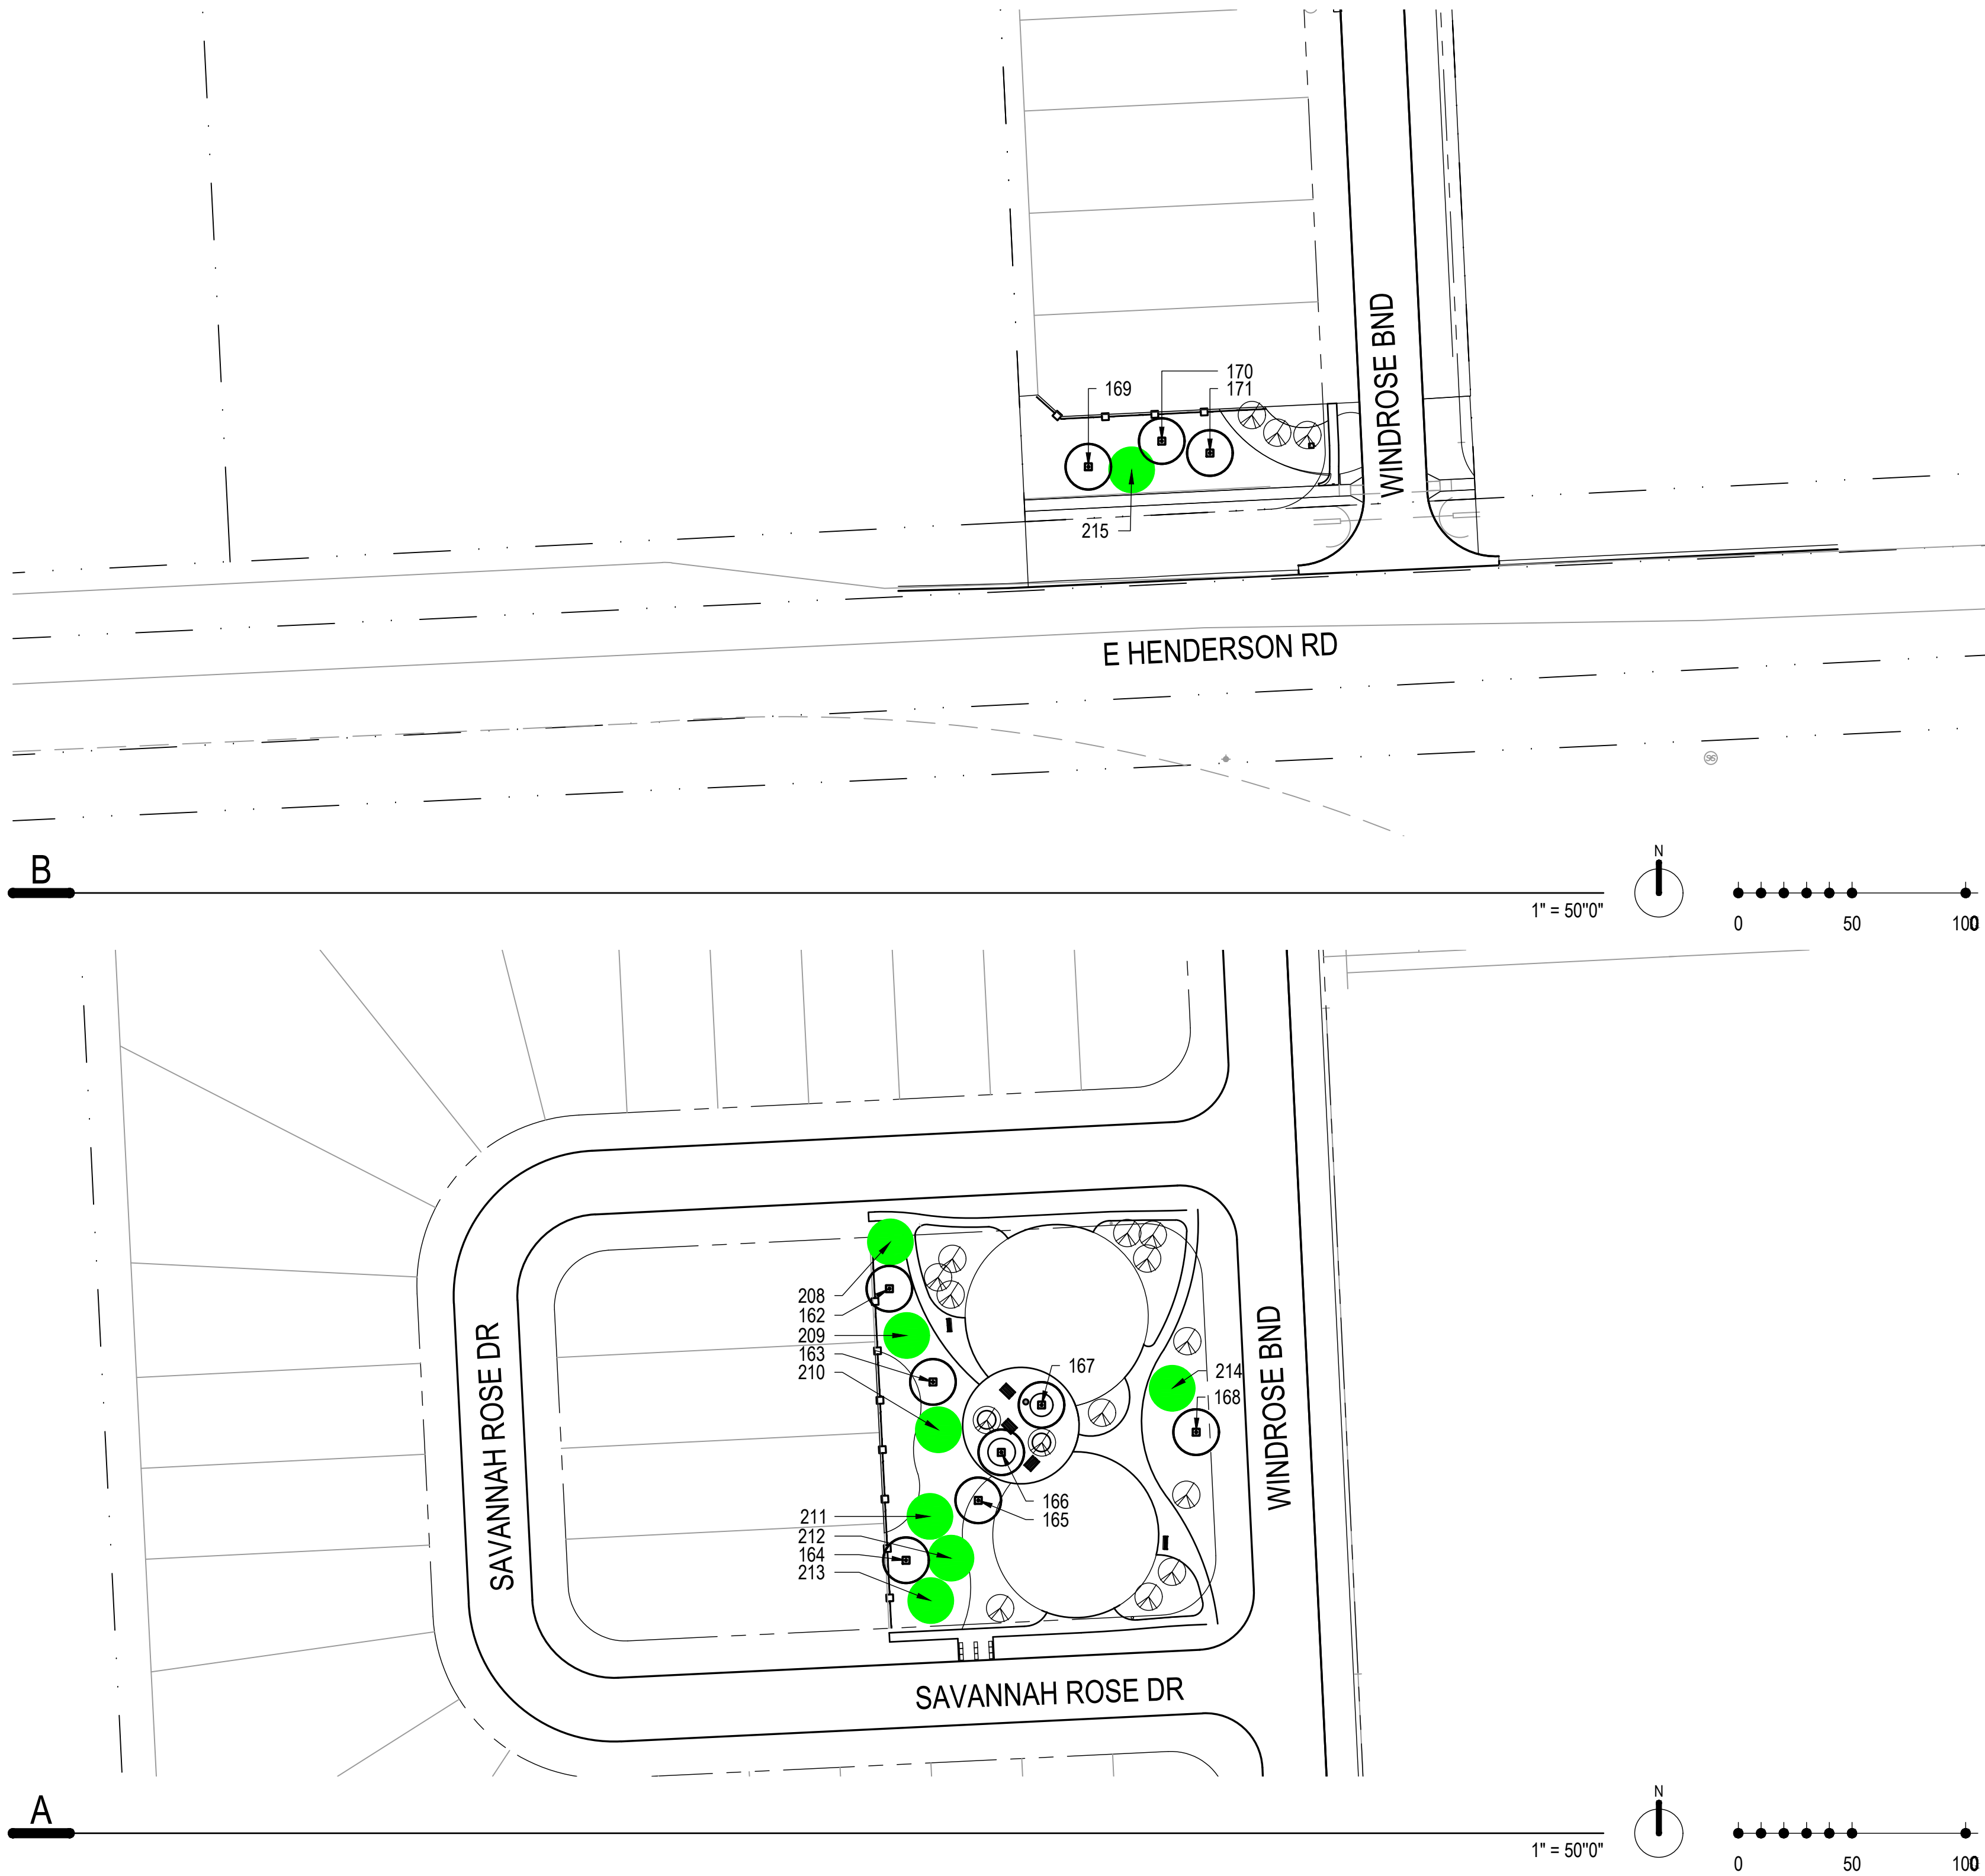 WINDROSE BND
170
169
171
215
E HENDERSON RD
SS
B
N
1" = 50"0"
0
50
100
208
162
209
163
210
167
214
168
SAVANNAH ROSE DR
WINDROSE BND
166
165
211
212
164
213
SAVANNAH ROSE DR
A
N
1" = 50"0"
0
50
100